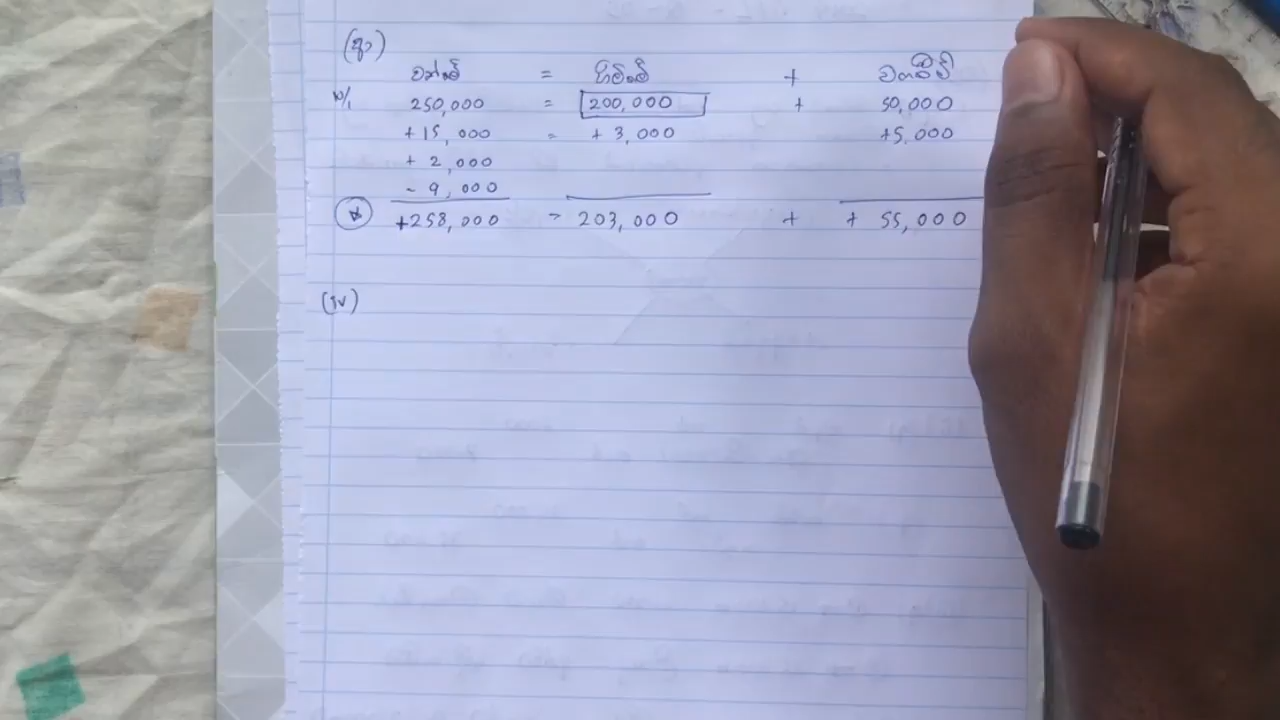 වත්කම් = හිමිකම් + වගකීම්
250,000 = 200,000 + 50,000
+ 15,000 = + 3,000 +5,000
+ 2,000
- 9,000
+258,000 = 203,000 + + 55,000
(iv)